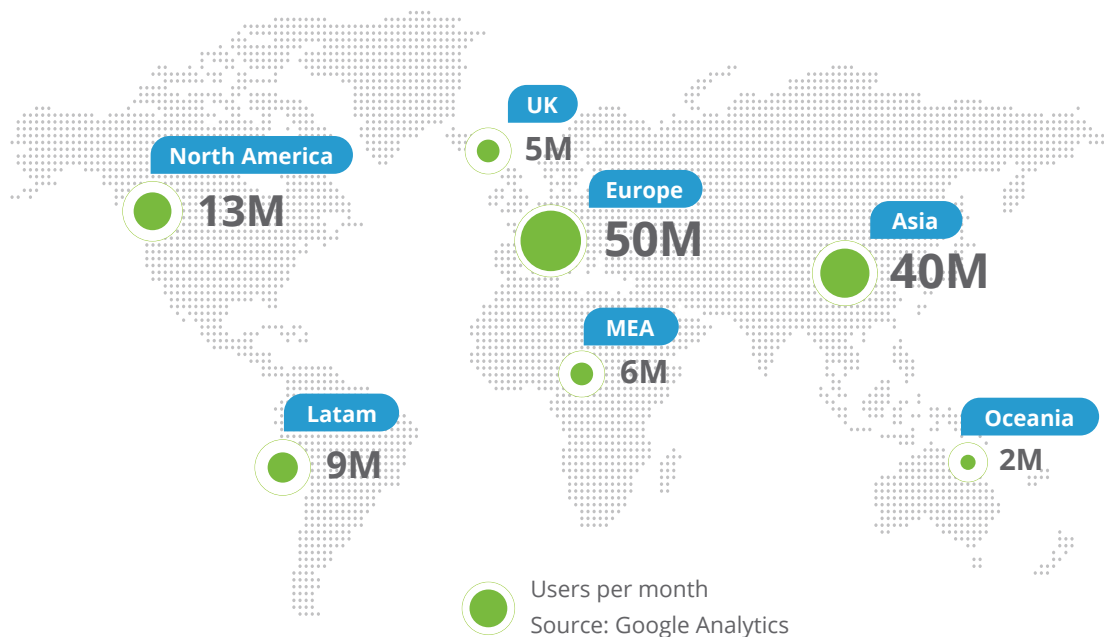 UK
5M
North America
13M
Europe
50M
Asia
40M
MEA
6M
Latam
9M
Oceania
2M
Users per month
Source: Google Analytics